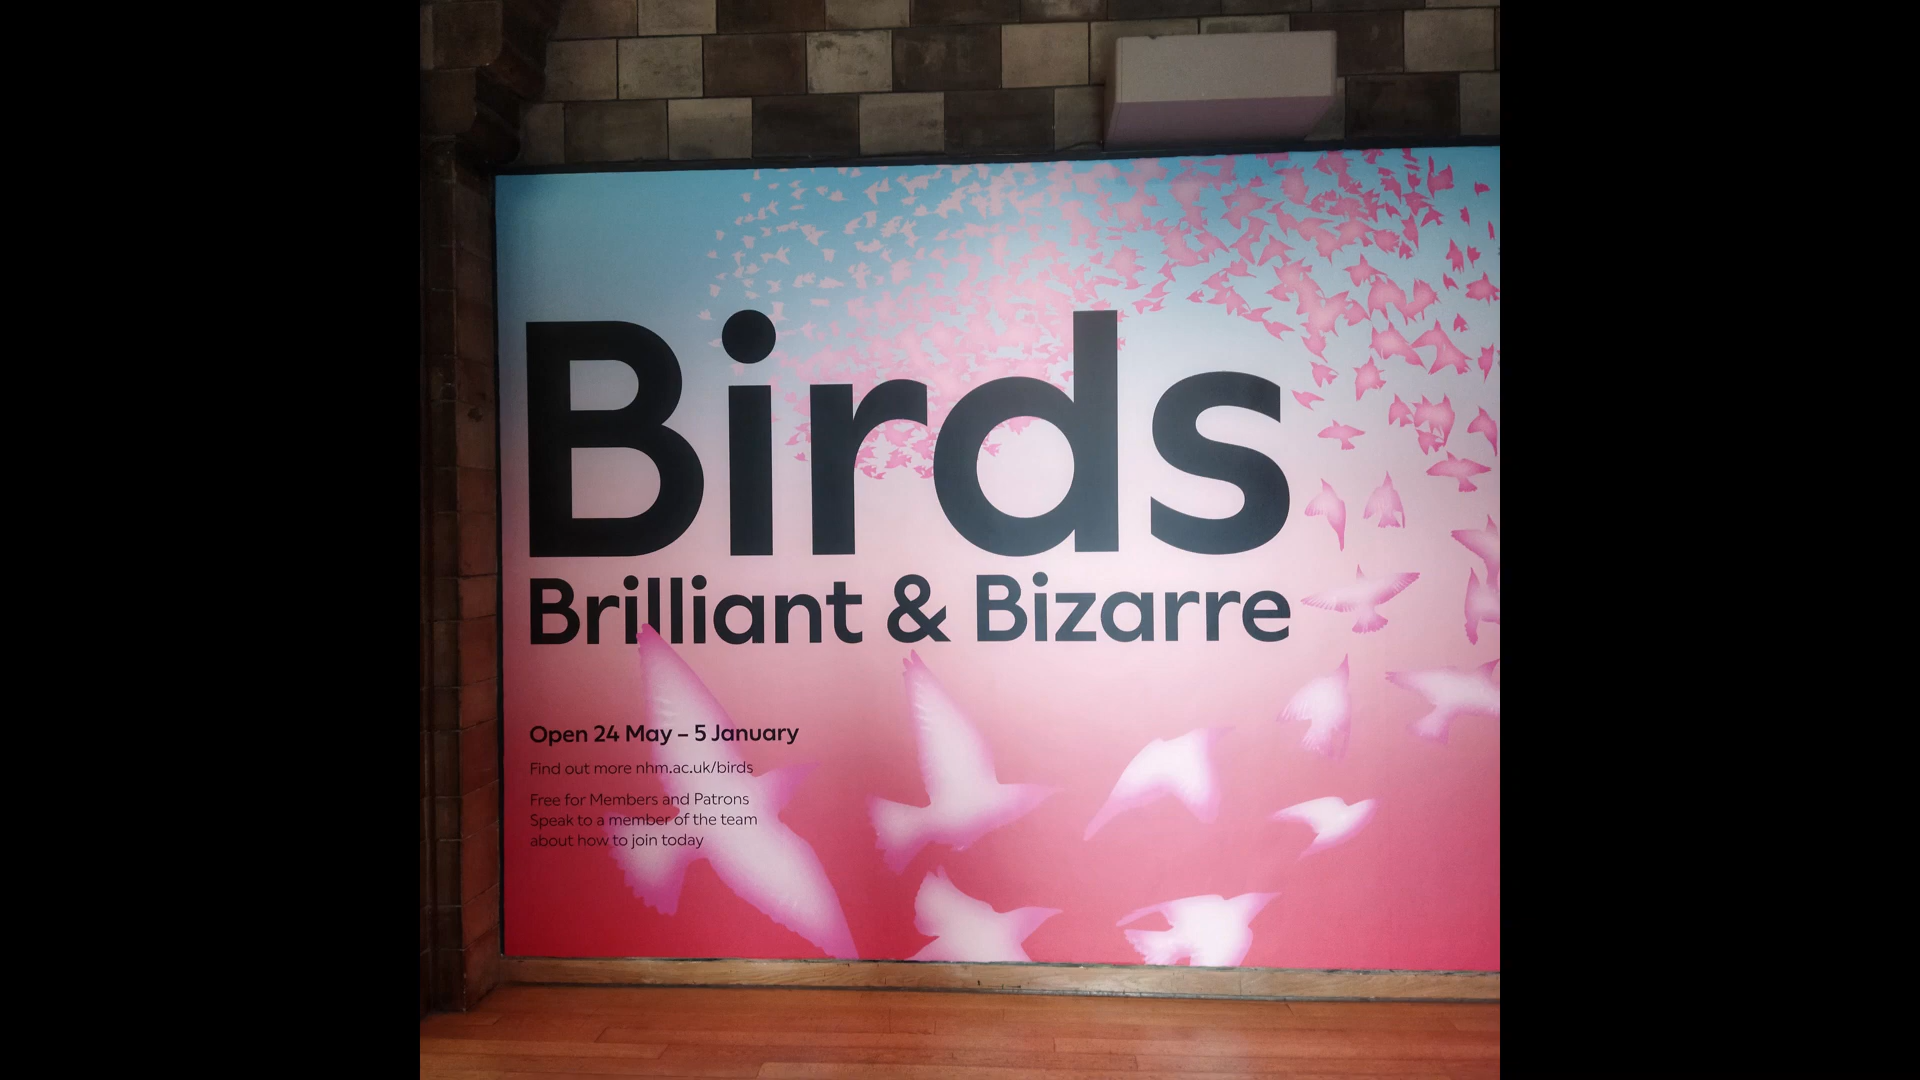 Birds
Brilliant & Bizarre
Open 24 May – 5 January
Find out more nhm.ac.uk/birds
Free for Members and Patrons
Speak to a member of the team
about how to join today